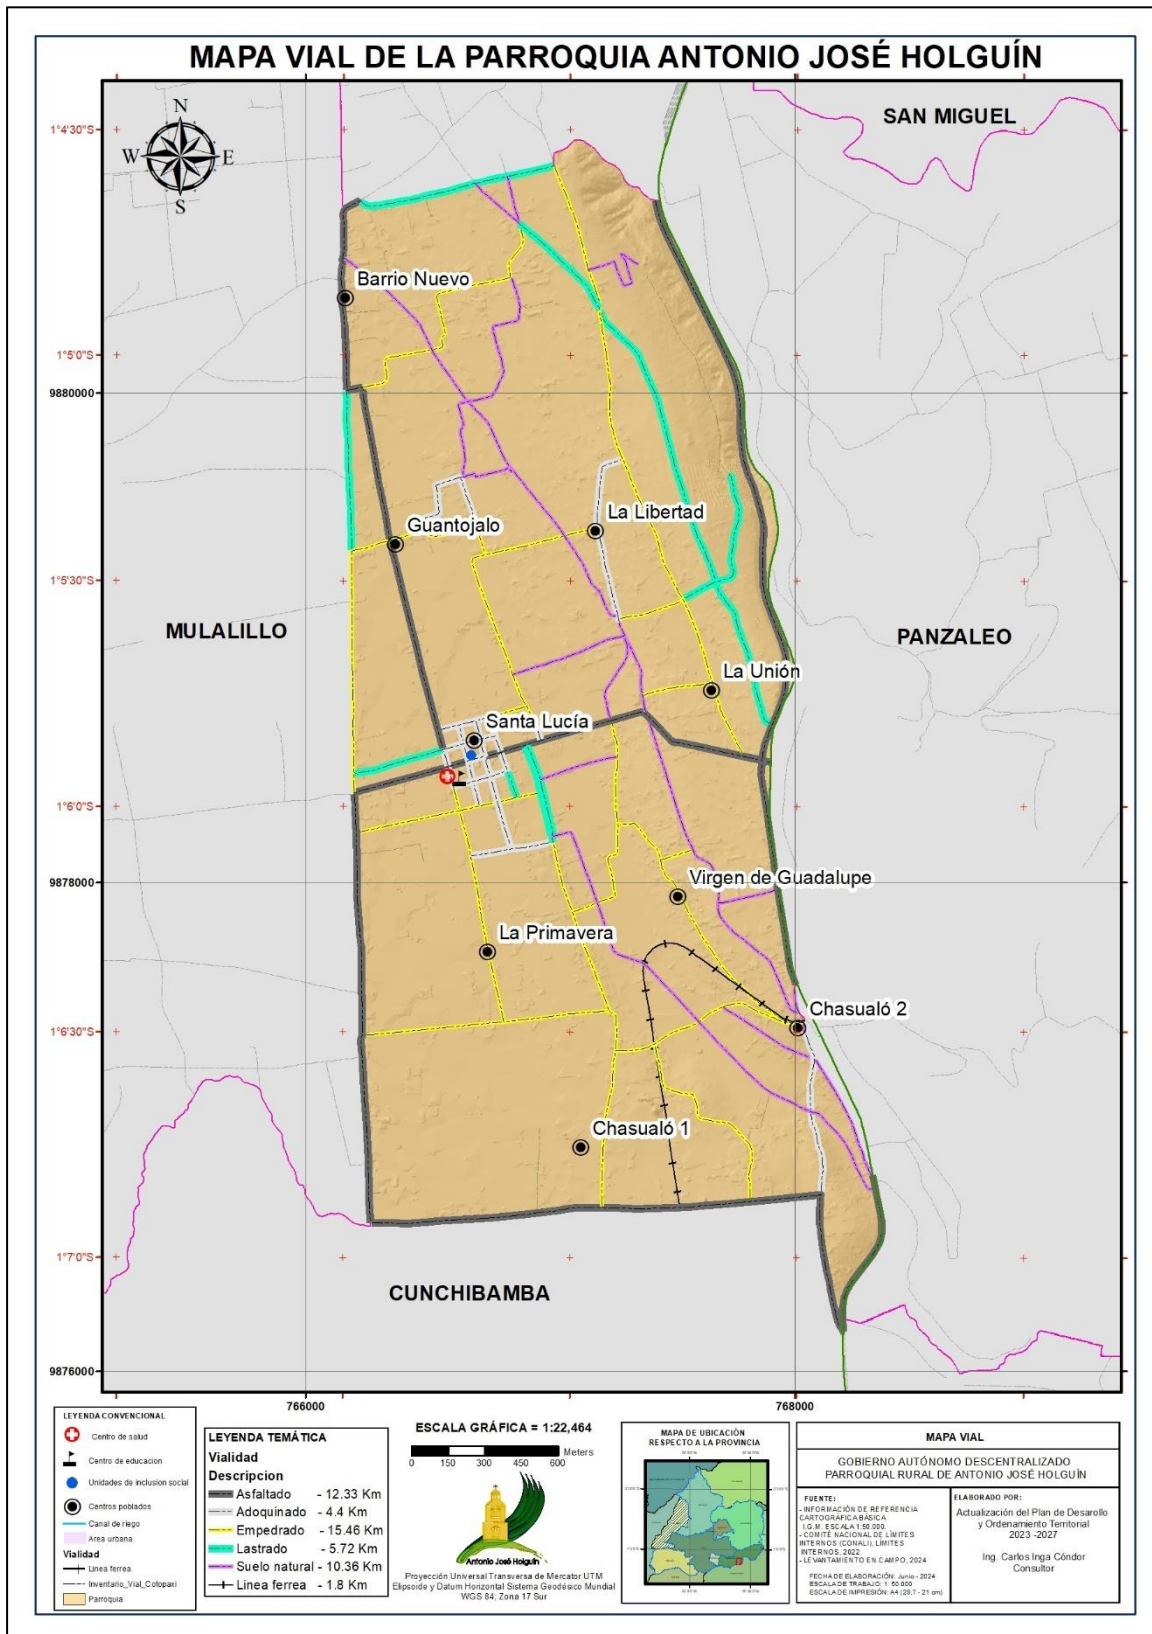 MAPA VIAL DE LA PARROQUIA ANTONIO JOSÉ HOLGUÍN
SAN MIGUEL
N
W E
S
1°4'30"S
Barrio Nuevo
1°5'0"S
9880000
Guantojalo
La Libertad
1°5'30"S
MULALILLO
PANZALEO
La Unión
Santa Lucía
1°6'0"S
9878000
Virgen de Guadalupe
La Primavera
Chasualó 2
1°6'30"S
Chasualó 1
1°7'0"S
CUNCHIBAMBA
9876000
766000
768000
LEYENDA CONVENCIONAL
Centro de salud
Centro de educacion
Unidades de inclusion social
Centros poblados
Canal de riego
Area urbana
Vialidad
Linea ferrea
Inventario_Vial_Cotopaxi
Parroquia
LEYENDA TEMÁTICA
Vialidad
Descripcion
Asfaltado - 12.33 Km
Adoquinado - 4.4 Km
Empedrado - 15.46 Km
Lastrado - 5.72 Km
Suelo natural - 10.36 Km
Linea ferrea - 1.8 Km
ESCALA GRÁFICA = 1:22,464
Meters
0 150 300 450 600
Antonio José Holguín
Proyección Universal Transversa de Mercator UTM
Elipsoide y Datum Horizontal Sistema Geodésico Mundial
WGS 84; Zona 17 Sur
MAPA DE UBICACIÓN
RESPECTO A LA PROVINCIA
MAPA VIAL
GOBIERNO AUTÓNOMO DESCENTRALIZADO
PARROQUIAL RURAL DE ANTONIO JOSÉ HOLGUÍN
FUENTE:
- INFORMACIÓN DE REFERENCIA
CARTOGRAFICA BÁSICA
I.G.M. ESCALA 1:50.000.
- COMITÉ NACIONAL DE LÍMITES
INTERNOS (CONALI), LÍMITES
INTERNOS, 2022
- LEVANTAMIENTO EN CAMPO, 2024
FECHA DE ELABORACIÓN: Junio - 2024
ESCALA DE TRABAJO: 1: 50.000
ESCALA DE IMPRESIÓN: A4 (29,7 - 21 cm)
ELABORADO POR:
Actualización del Plan de Desarollo
y Ordenamiento Territorial
2023 -2027
Ing. Carlos Inga Cóndor
Consultor